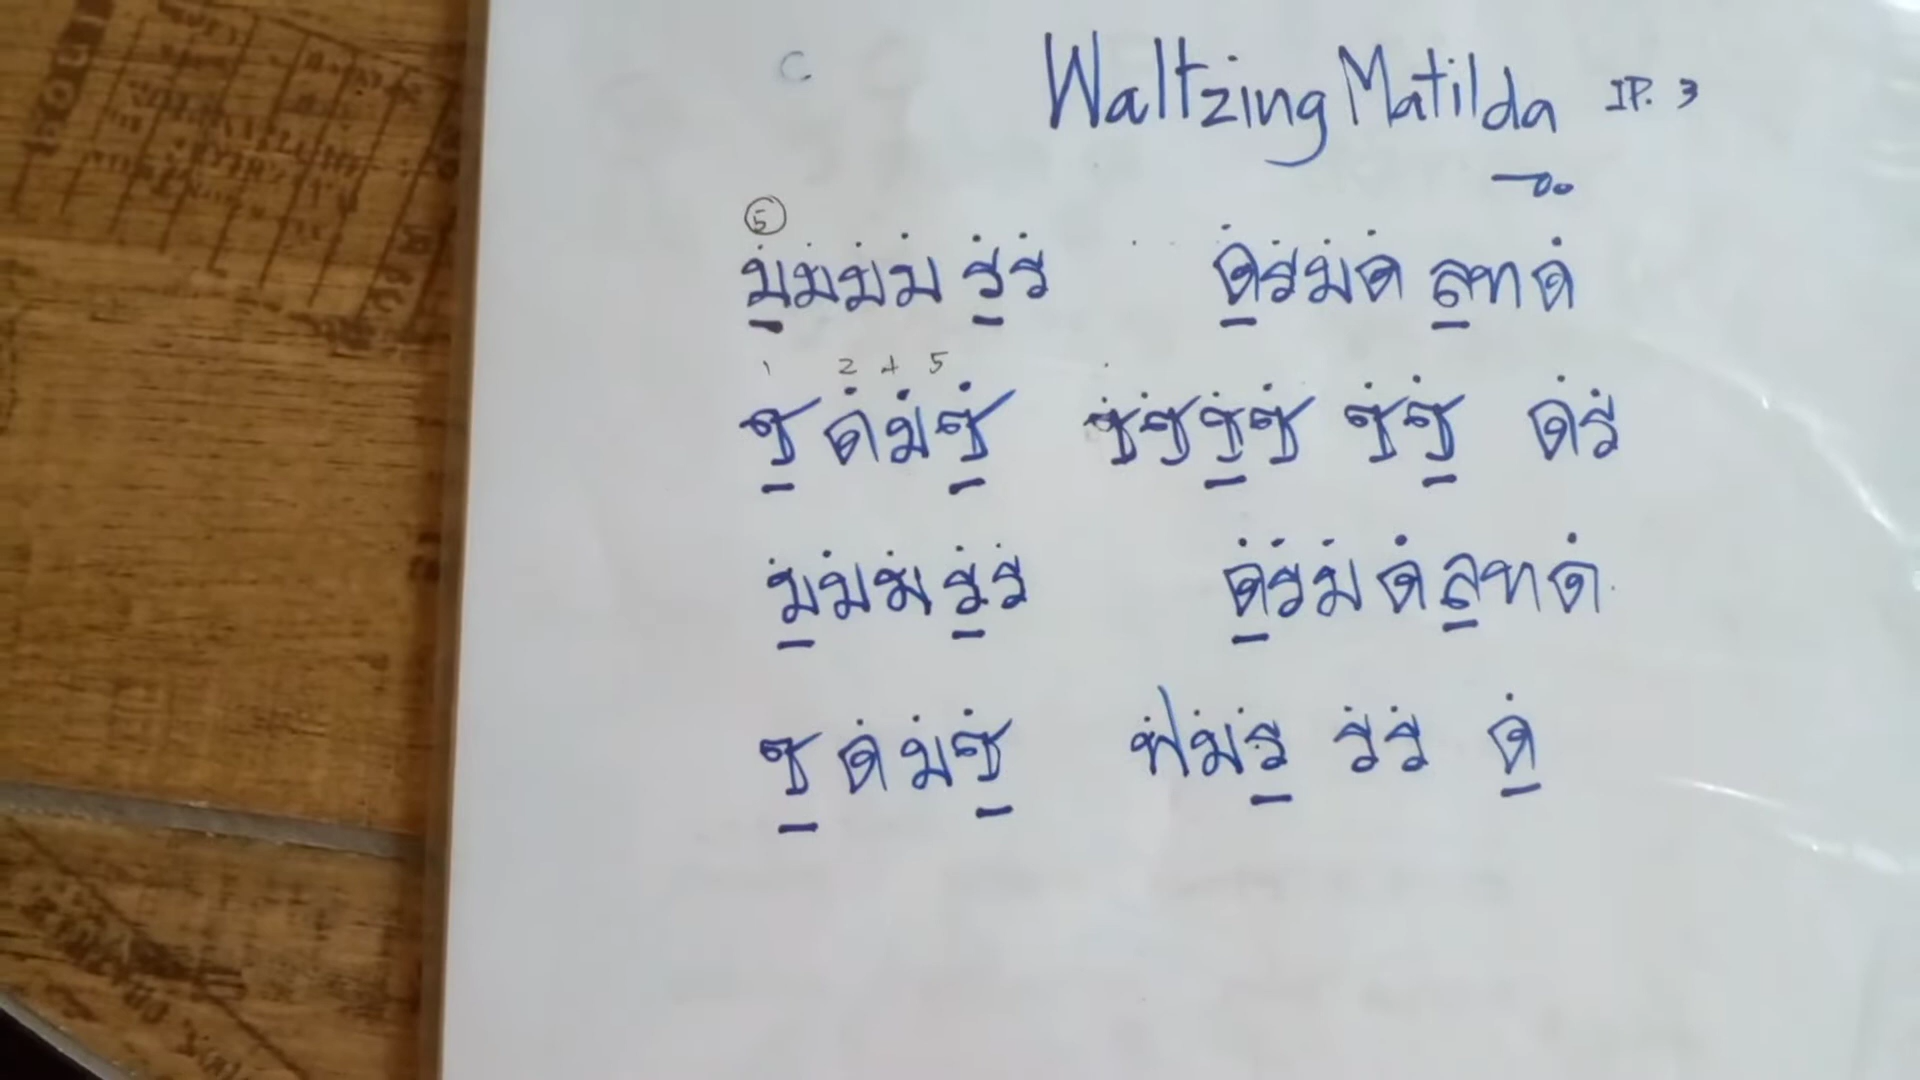 C Waltzing Matilda IP. 3
5
มํมํมํมํ รํรํ ดํรํมํดํ ลทดํ
1 2 4 5
ซ ดํมํซํ ซํซํซํซํ ซํซํ ดํรํ
มํมํมํรํรํ ดํรํมํ ดํลทดํ
ซ ดํมํซํ ฟํมํรํ รํรํ ดํ